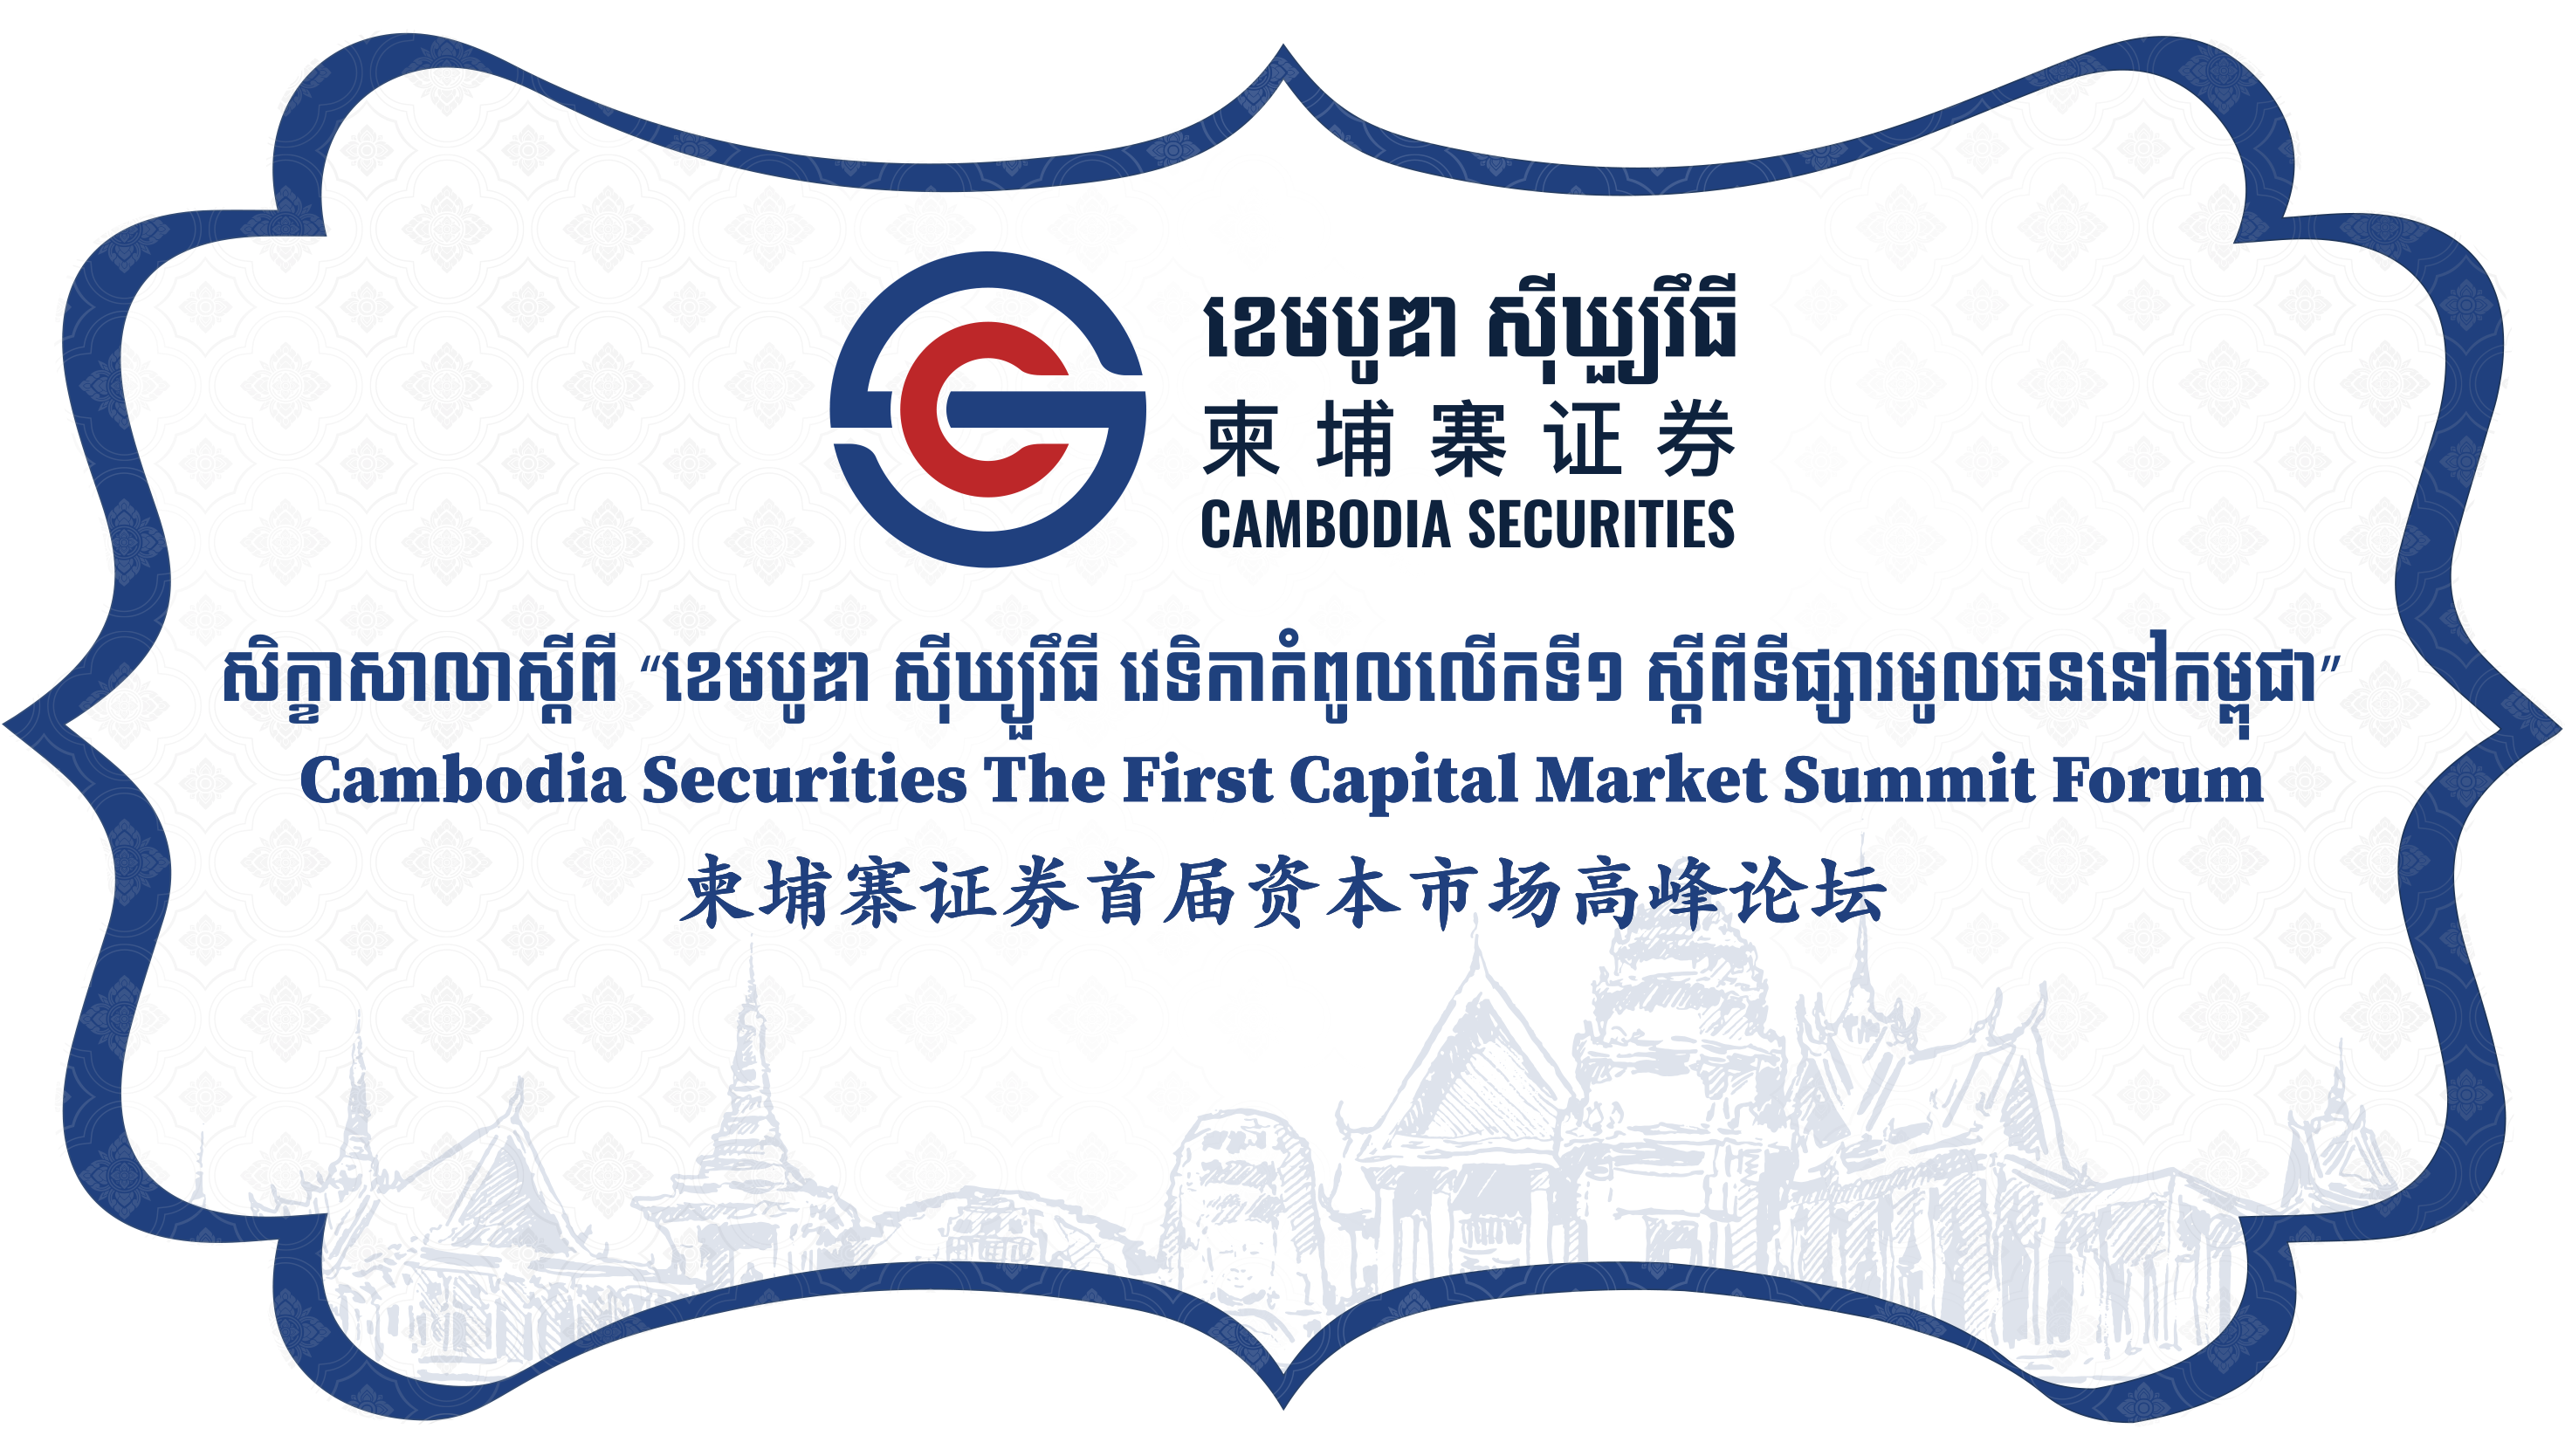 ខេមបូឌា ស៊ីឃ្យួរឹធី
柬埔寨证券
CAMBODIA SECURITIES
សិក្ខាសាលាស្ដីពី “ខេមបូឌា ស៊ីឃ្យួរឹធី វេទិកាកំពូលលើកទី១ ស្ដីពីទីផ្សារមូលធននៅកម្ពុជា”
Cambodia Securities The First Capital Market Summit Forum
柬埔寨证券首届资本市场高峰论坛